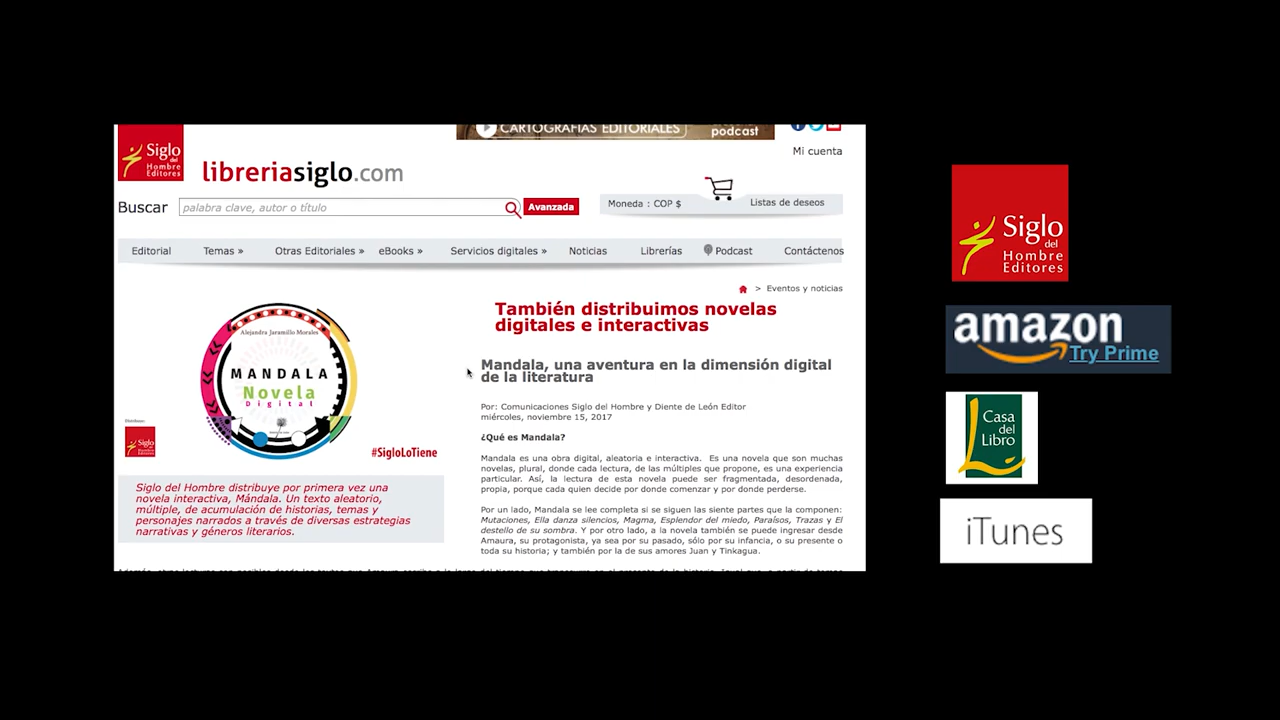 CARTOGRAFÍAS EDITORIALES
podcast
Siglo
del
Hombre
Editores
libreriasiglo.com
Mi cuenta
Buscar
palabra clave, autor o título
Avanzada
Moneda : COP $
Listas de deseos
Editorial Temas » Otras Editoriales » eBooks » Servicios digitales » Noticias Librerías Podcast Contáctenos
> Eventos y noticias
Alejandra Jaramillo Morales
MANDALA
Novela
Digital
Siglo
del
Hombre
Editores
#SigloLoTiene
Siglo del Hombre distribuye por primera vez una
novela interactiva, Mándala. Un texto aleatorio,
múltiple, de acumulación de historias, temas y
personajes narrados a través de diversas estrategias
narrativas y géneros literarios.
También distribuimos novelas
digitales e interactivas
Mandala, una aventura en la dimensión digital
de la literatura
Por: Comunicaciones Siglo del Hombre y Diente de León Editor
miércoles, noviembre 15, 2017
¿Qué es Mandala?
Mandala es una obra digital, aleatoria e interactiva. Es una novela que son muchas
novelas, plural, donde cada lectura, de las múltiples que propone, es una experiencia
particular. Así, la lectura de esta novela puede ser fragmentada, desordenada,
propia, porque cada quien decide por donde comenzar y por donde perderse.
Por un lado, Mandala se lee completa si se siguen las siente partes que la componen:
Mutaciones, Ella danza silencios, Magma, Esplendor del miedo, Paraísos, Trazas y El
destello de su sombra. Y por otro lado, a la novela también se puede ingresar desde
Amaura, su protagonista, ya sea por su pasado, sólo por su infancia, o su presente o
toda su historia; y también por la de sus amores Juan y Tinkagua.
Siglo
del
Hombre
Editores
amazon
Try Prime
Casa
del
Libro
iTunes